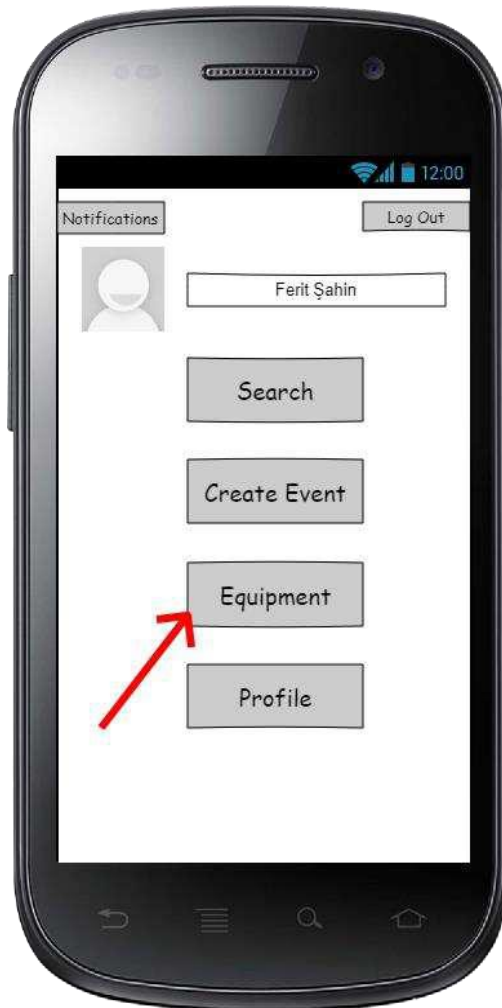 12:00
Notifications
Log Out
Ferit Şahin
Search
Create Event
Equipment
Profile